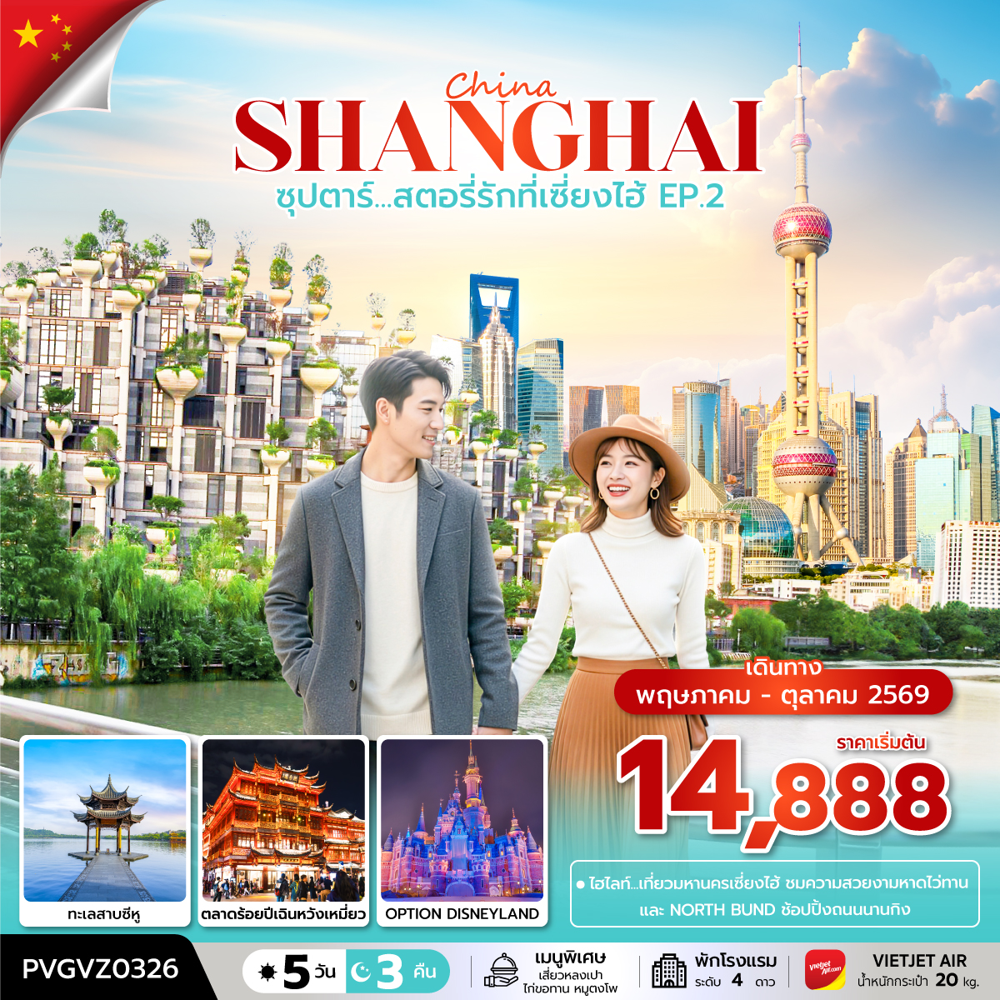 China
SHANGHAI
ซุปตาร์...สตอรี่รักที่เซี่ยงไฮ้ EP.2
เดินทาง
พฤษภาคม - ตุลาคม 2569
ราคาเริ่มต้น
14,888
ทะเลสาบซีหู
ตลาดร้อยปีเฉินหวังเหมี่ยว
OPTION DISNEYLAND
• ไฮไลท์...เที่ยวมหานครเซี่ยงไฮ้ ชมความสวยงามหาดไว่ทาน
และ NORTH BUND ช้อปปิ้งถนนนานกิง
PVGVZ0326
5 วัน 3 คืน
เมนูพิเศษ
เสี่ยวหลงเปา
ไก่ขอทาน หมูตงโพ
พักโรงแรม
ระดับ 4 ดาว
vietjet Air.com
VIETJET AIR
น้ำหนักกระเป๋า 20 kg.